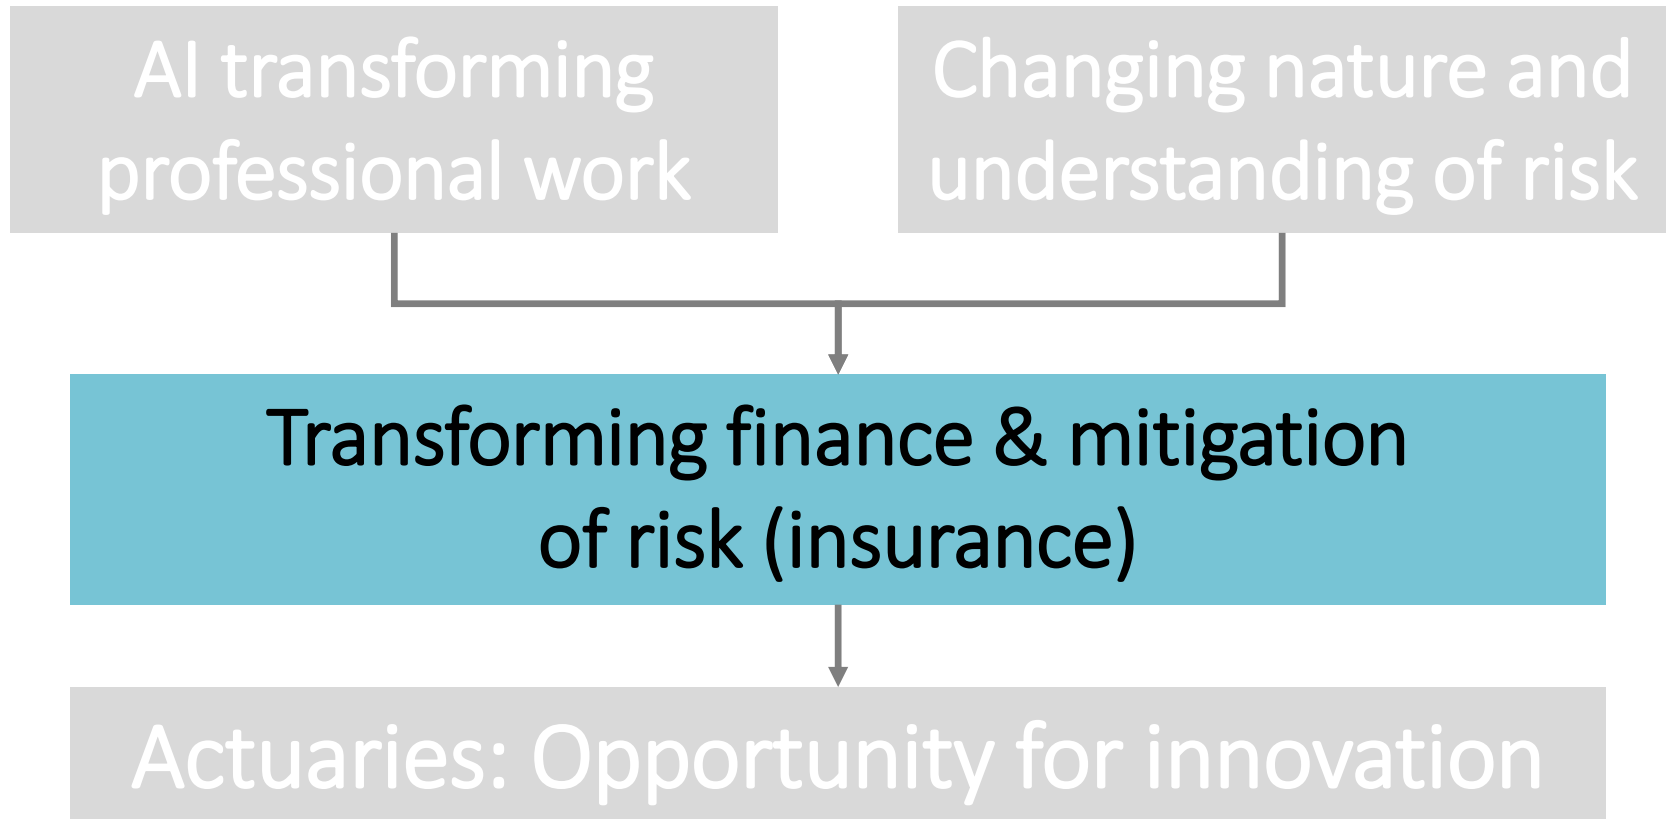 AI transforming
professional work
Changing nature and
understanding of risk
Transforming finance & mitigation
of risk (insurance)
Actuaries: Opportunity for innovation